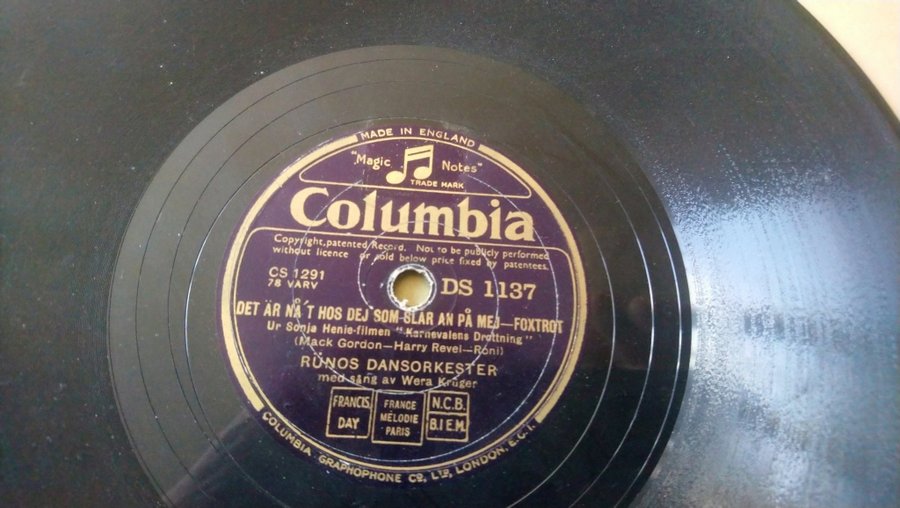 MADE IN ENGLAND
"Magic Notes"
TRADE MARK
Columbia
Copyright, patented Record. Not to be publicly performed
without licence or sold below price fixed by patentees.
CS 1291
78 VARV
DS 1137
DET ÄR NÅ'T HOS DEJ SOM SLÅR AN PÅ MEJ—FOXTROT
Ur Sonja Henie-filmen "Karnevalens Drottning"
(Mack Gordon—Harry Revel—Roni)
RÜNOS DANSORKESTER
med sång av Wera Krüger
FRANCIS, DAY
FRANCE MÉLODIE PARIS
N.C.B.
B.I.E.M.
COLUMBIA GRAPHOPHONE CO., LTD., LONDON, E.C.1.